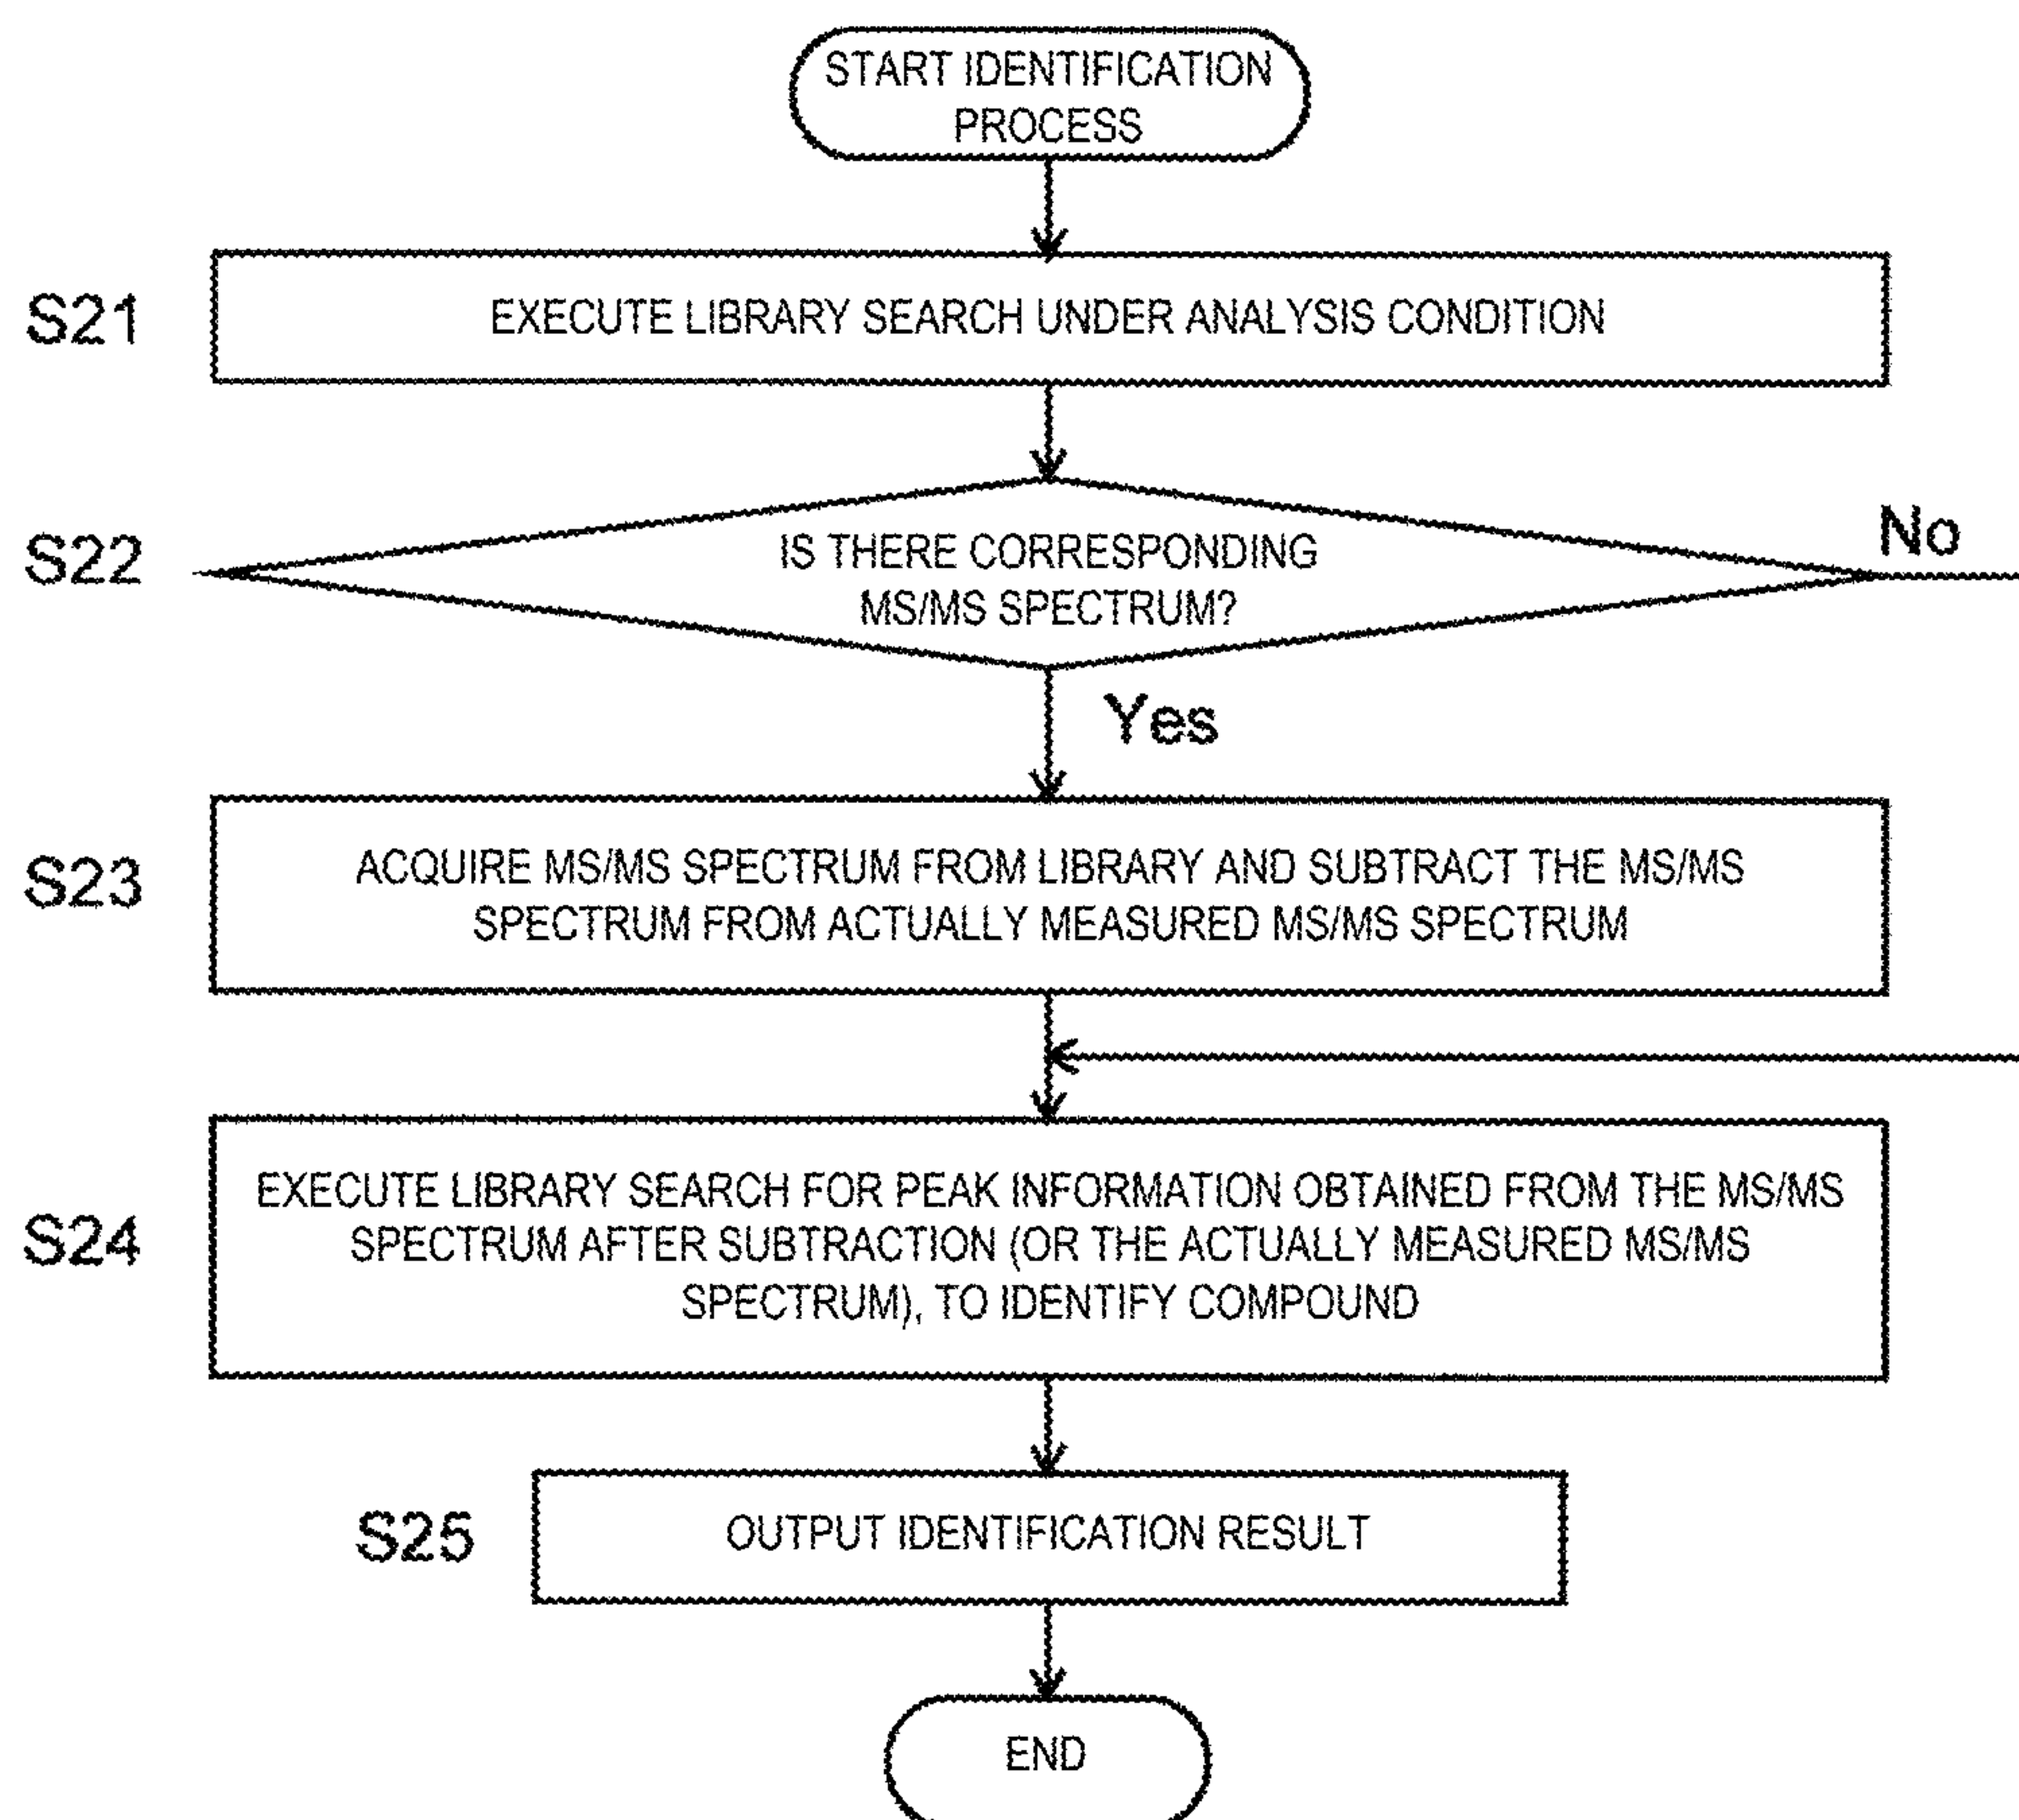 START IDENTIFICATION
PROCESS
S21
EXECUTE LIBRARY SEARCH UNDER ANALYSIS CONDITION
S22
IS THERE CORRESPONDING
MS/MS SPECTRUM?
No
Yes
S23
ACQUIRE MS/MS SPECTRUM FROM LIBRARY AND SUBTRACT THE MS/MS
SPECTRUM FROM ACTUALLY MEASURED MS/MS SPECTRUM
S24
EXECUTE LIBRARY SEARCH FOR PEAK INFORMATION OBTAINED FROM THE MS/MS
SPECTRUM AFTER SUBTRACTION (OR THE ACTUALLY MEASURED MS/MS
SPECTRUM), TO IDENTIFY COMPOUND
S25
OUTPUT IDENTIFICATION RESULT
END